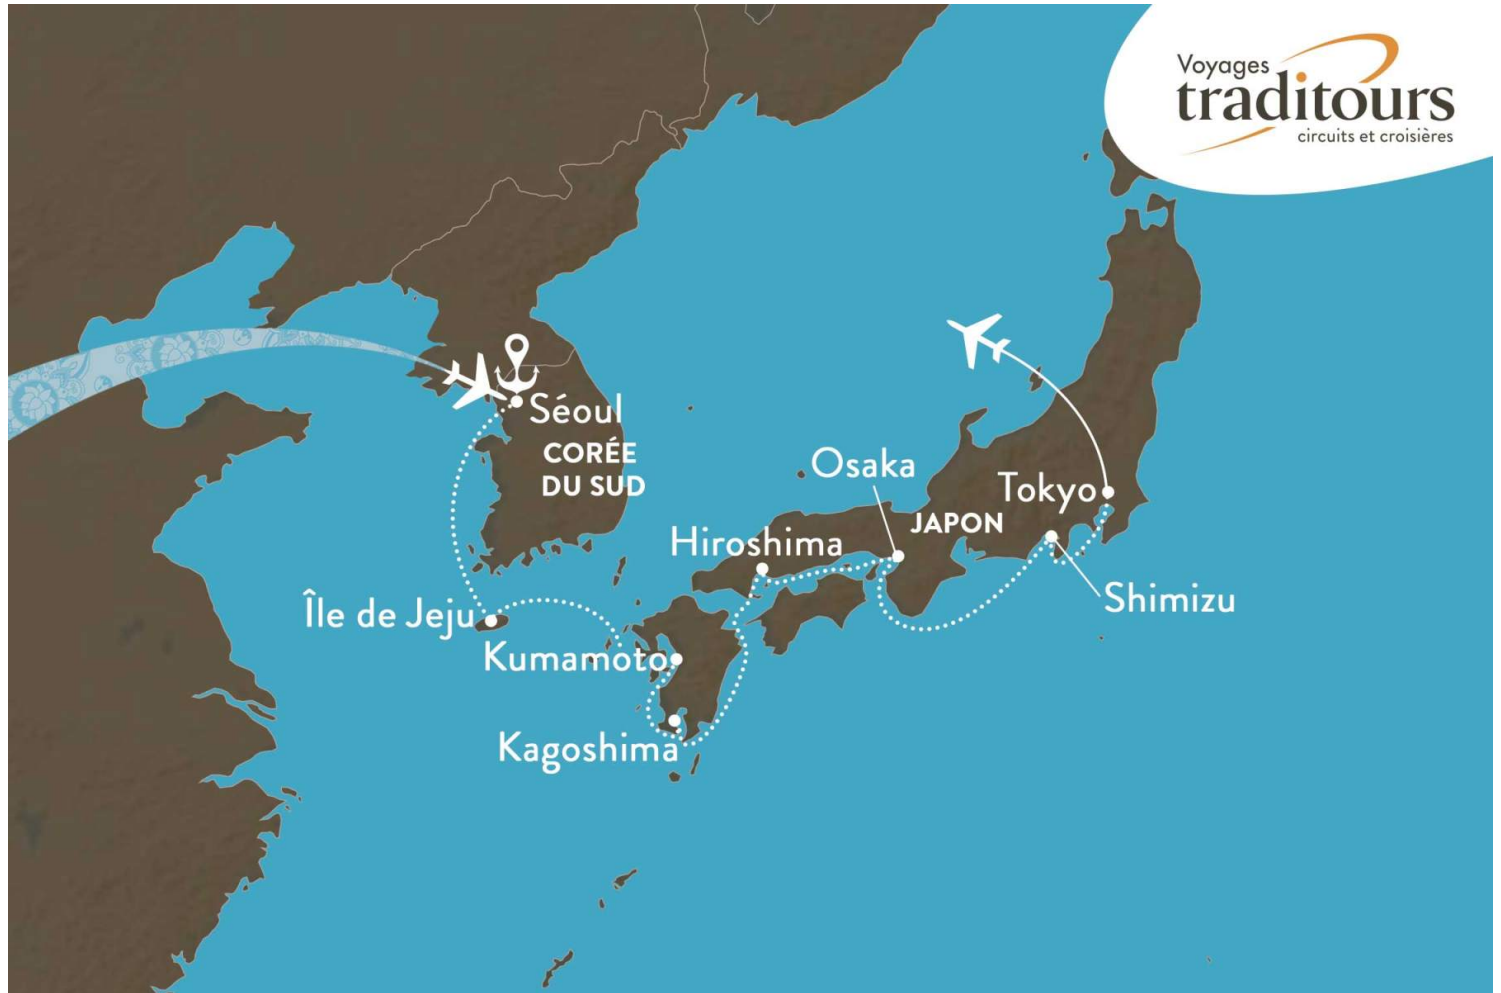 Voyages
traditours
circuits et croisières
Séoul
CORÉE
DU SUD
Osaka
Tokyo
JAPON
Hiroshima
Shimizu
Île de Jeju
Kumamoto
Kagoshima